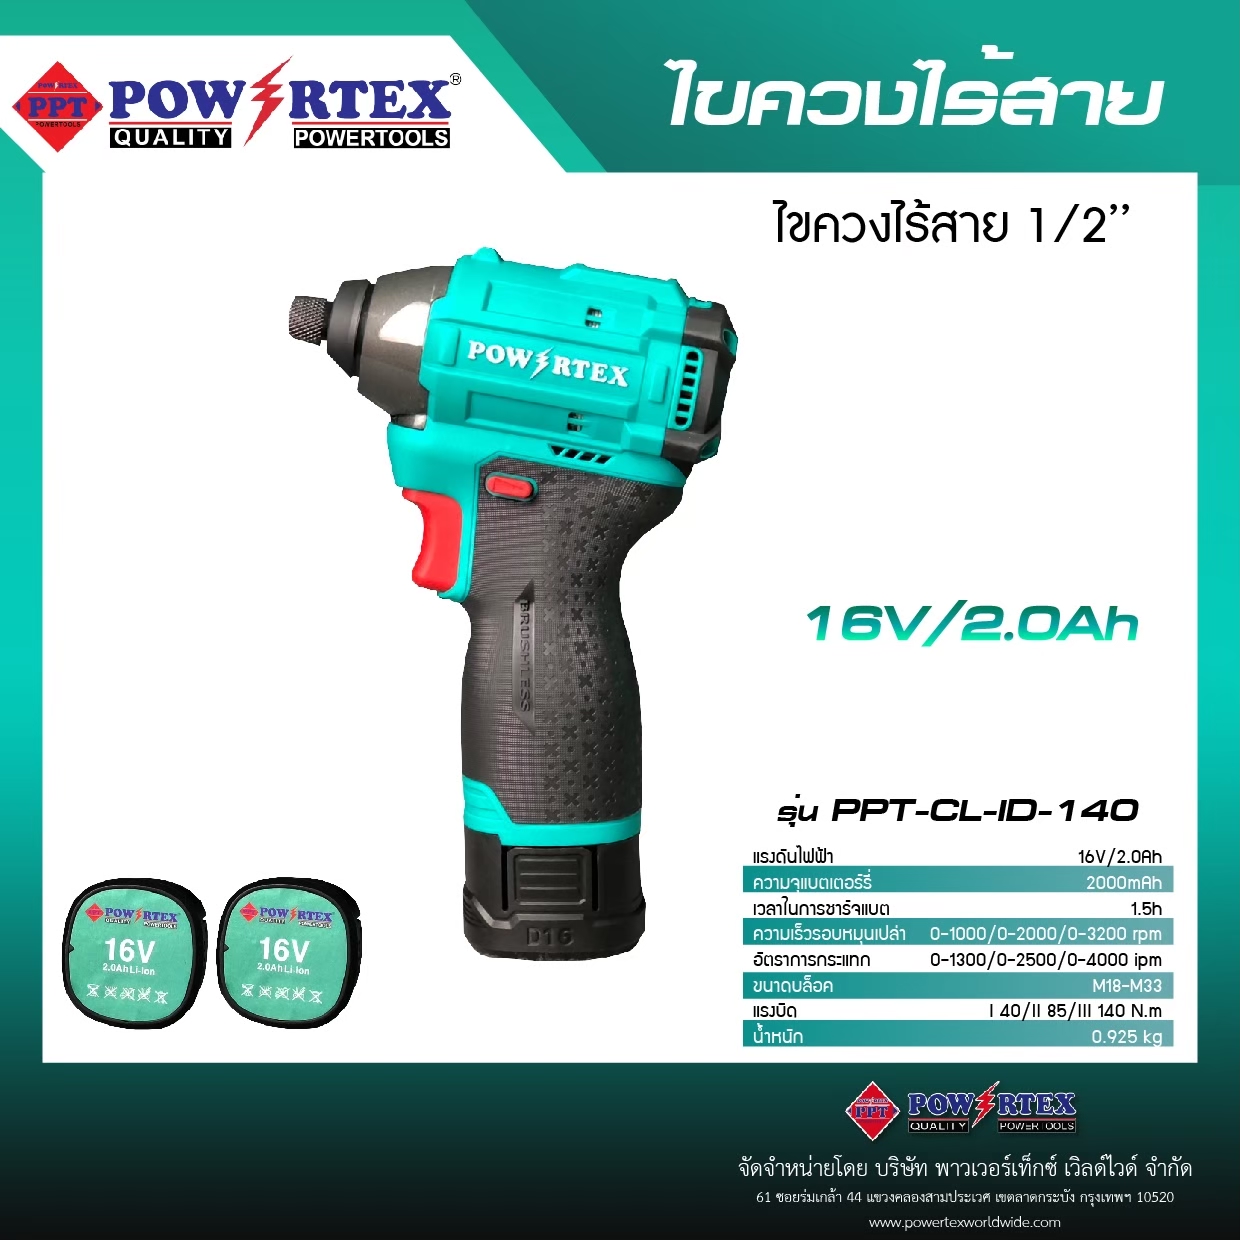 POWERTEX
PPT
POWERTOOLS
POWERTEX®
QUALITY POWERTOOLS
ไขควงไร้สาย
ไขควงไร้สาย 1/2’’
POWERTEX
BRUSHLESS
D16
16V/2.0Ah
รุ่น PPT-CL-ID-140
แรงดันไฟฟ้า 16V/2.0Ah
ความจุแบตเตอร์รี่ 2000mAh
เวลาในการชาร์จแบต 1.5h
ความเร็วรอบหมุนเปล่า 0-1000/0-2000/0-3200 rpm
อัตราการกระแทก 0-1300/0-2500/0-4000 ipm
ขนาดบล็อค M18-M33
แรงบิด I 40/II 85/III 140 N.m
น้ำหนัก 0.925 kg
POWERTEX
QUALITY POWERTOOLS
16V
2.0Ah Li-Ion
POWERTEX
QUALITY POWERTOOLS
16V
2.0Ah Li-Ion
PPT
POWERTEX
QUALITY POWERTOOLS
จัดจำหน่ายโดย บริษัท พาวเวอร์เท็กซ์ เวิลด์ไวด์ จำกัด
61 ซอยร่มเกล้า 44 แขวงคลองสามประเวศ เขตลาดกระบัง กรุงเทพฯ 10520
www.powertexworldwide.com